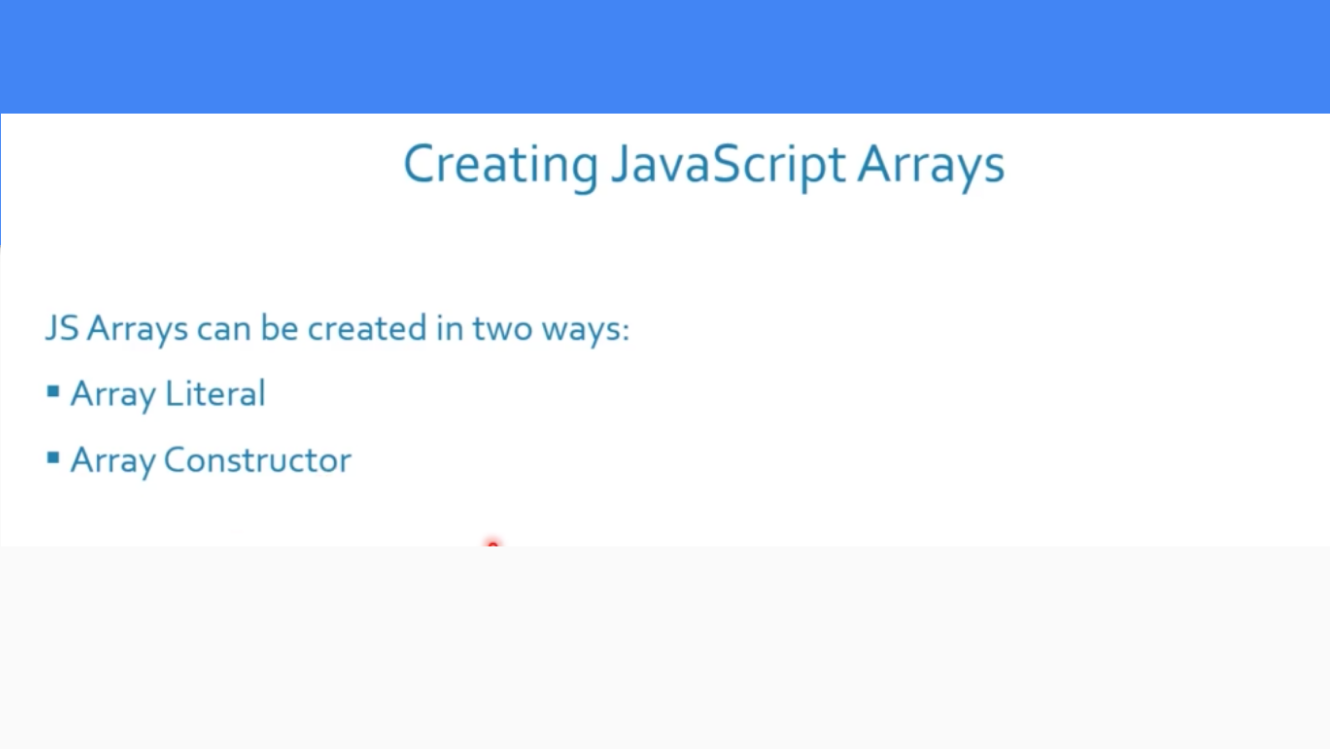 Creating JavaScript Arrays
JS Arrays can be created in two ways:
▪ Array Literal
▪ Array Constructor